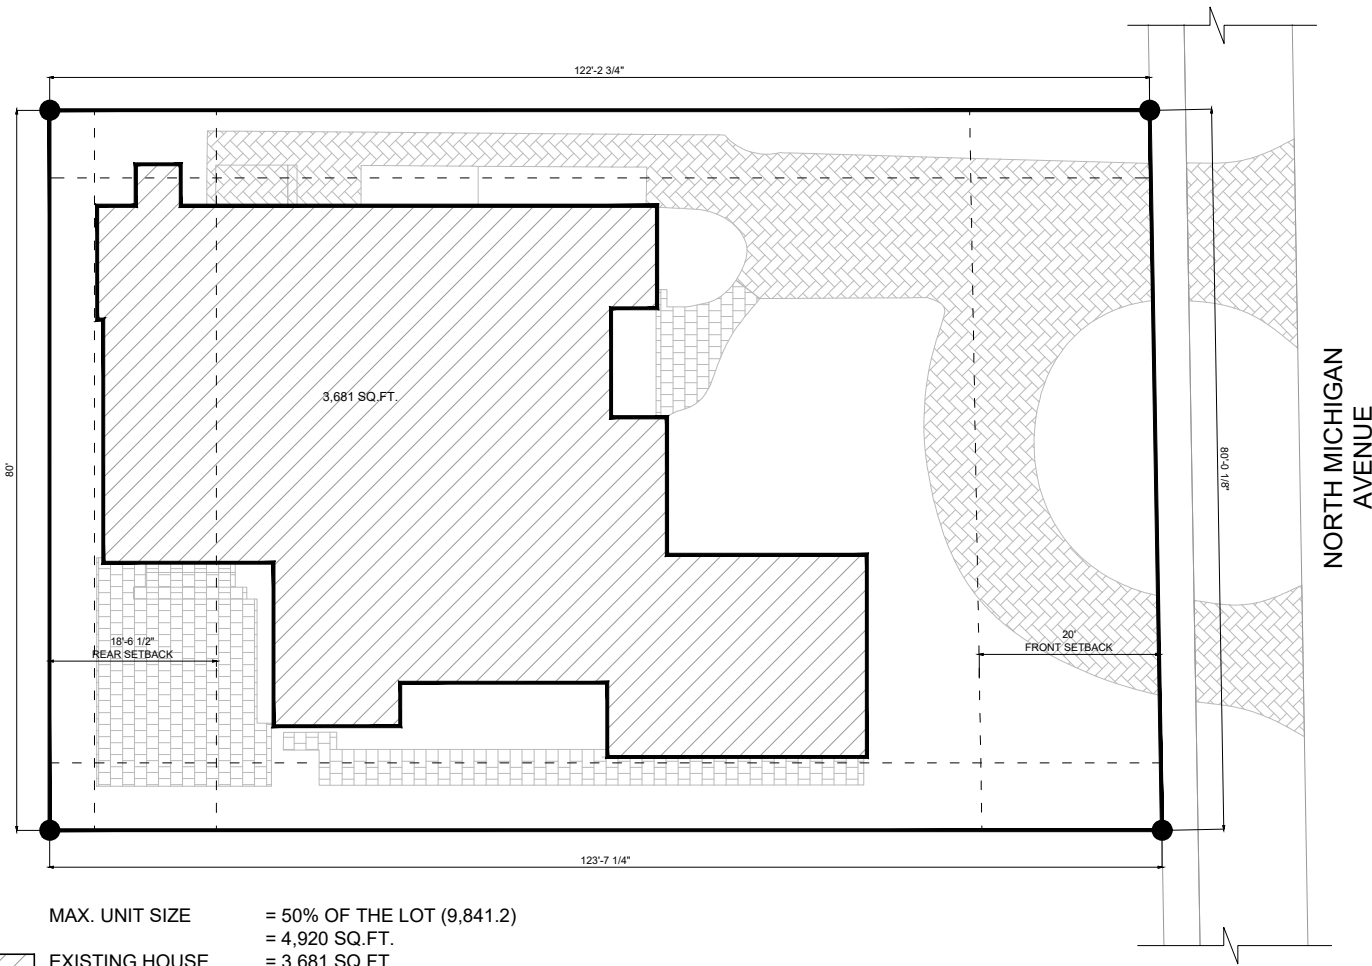 122'-2 3/4"
80'
3,681 SQ.FT.
80'-0 1/8"
NORTH MICHIGAN
AVENUE
18'-6 1/2"
REAR SETBACK
20'
FRONT SETBACK
123'-7 1/4"
MAX. UNIT SIZE = 50% OF THE LOT (9,841.2)
= 4,920 SQ.FT.
EXISTING HOUSE = 3,681 SQ.FT.